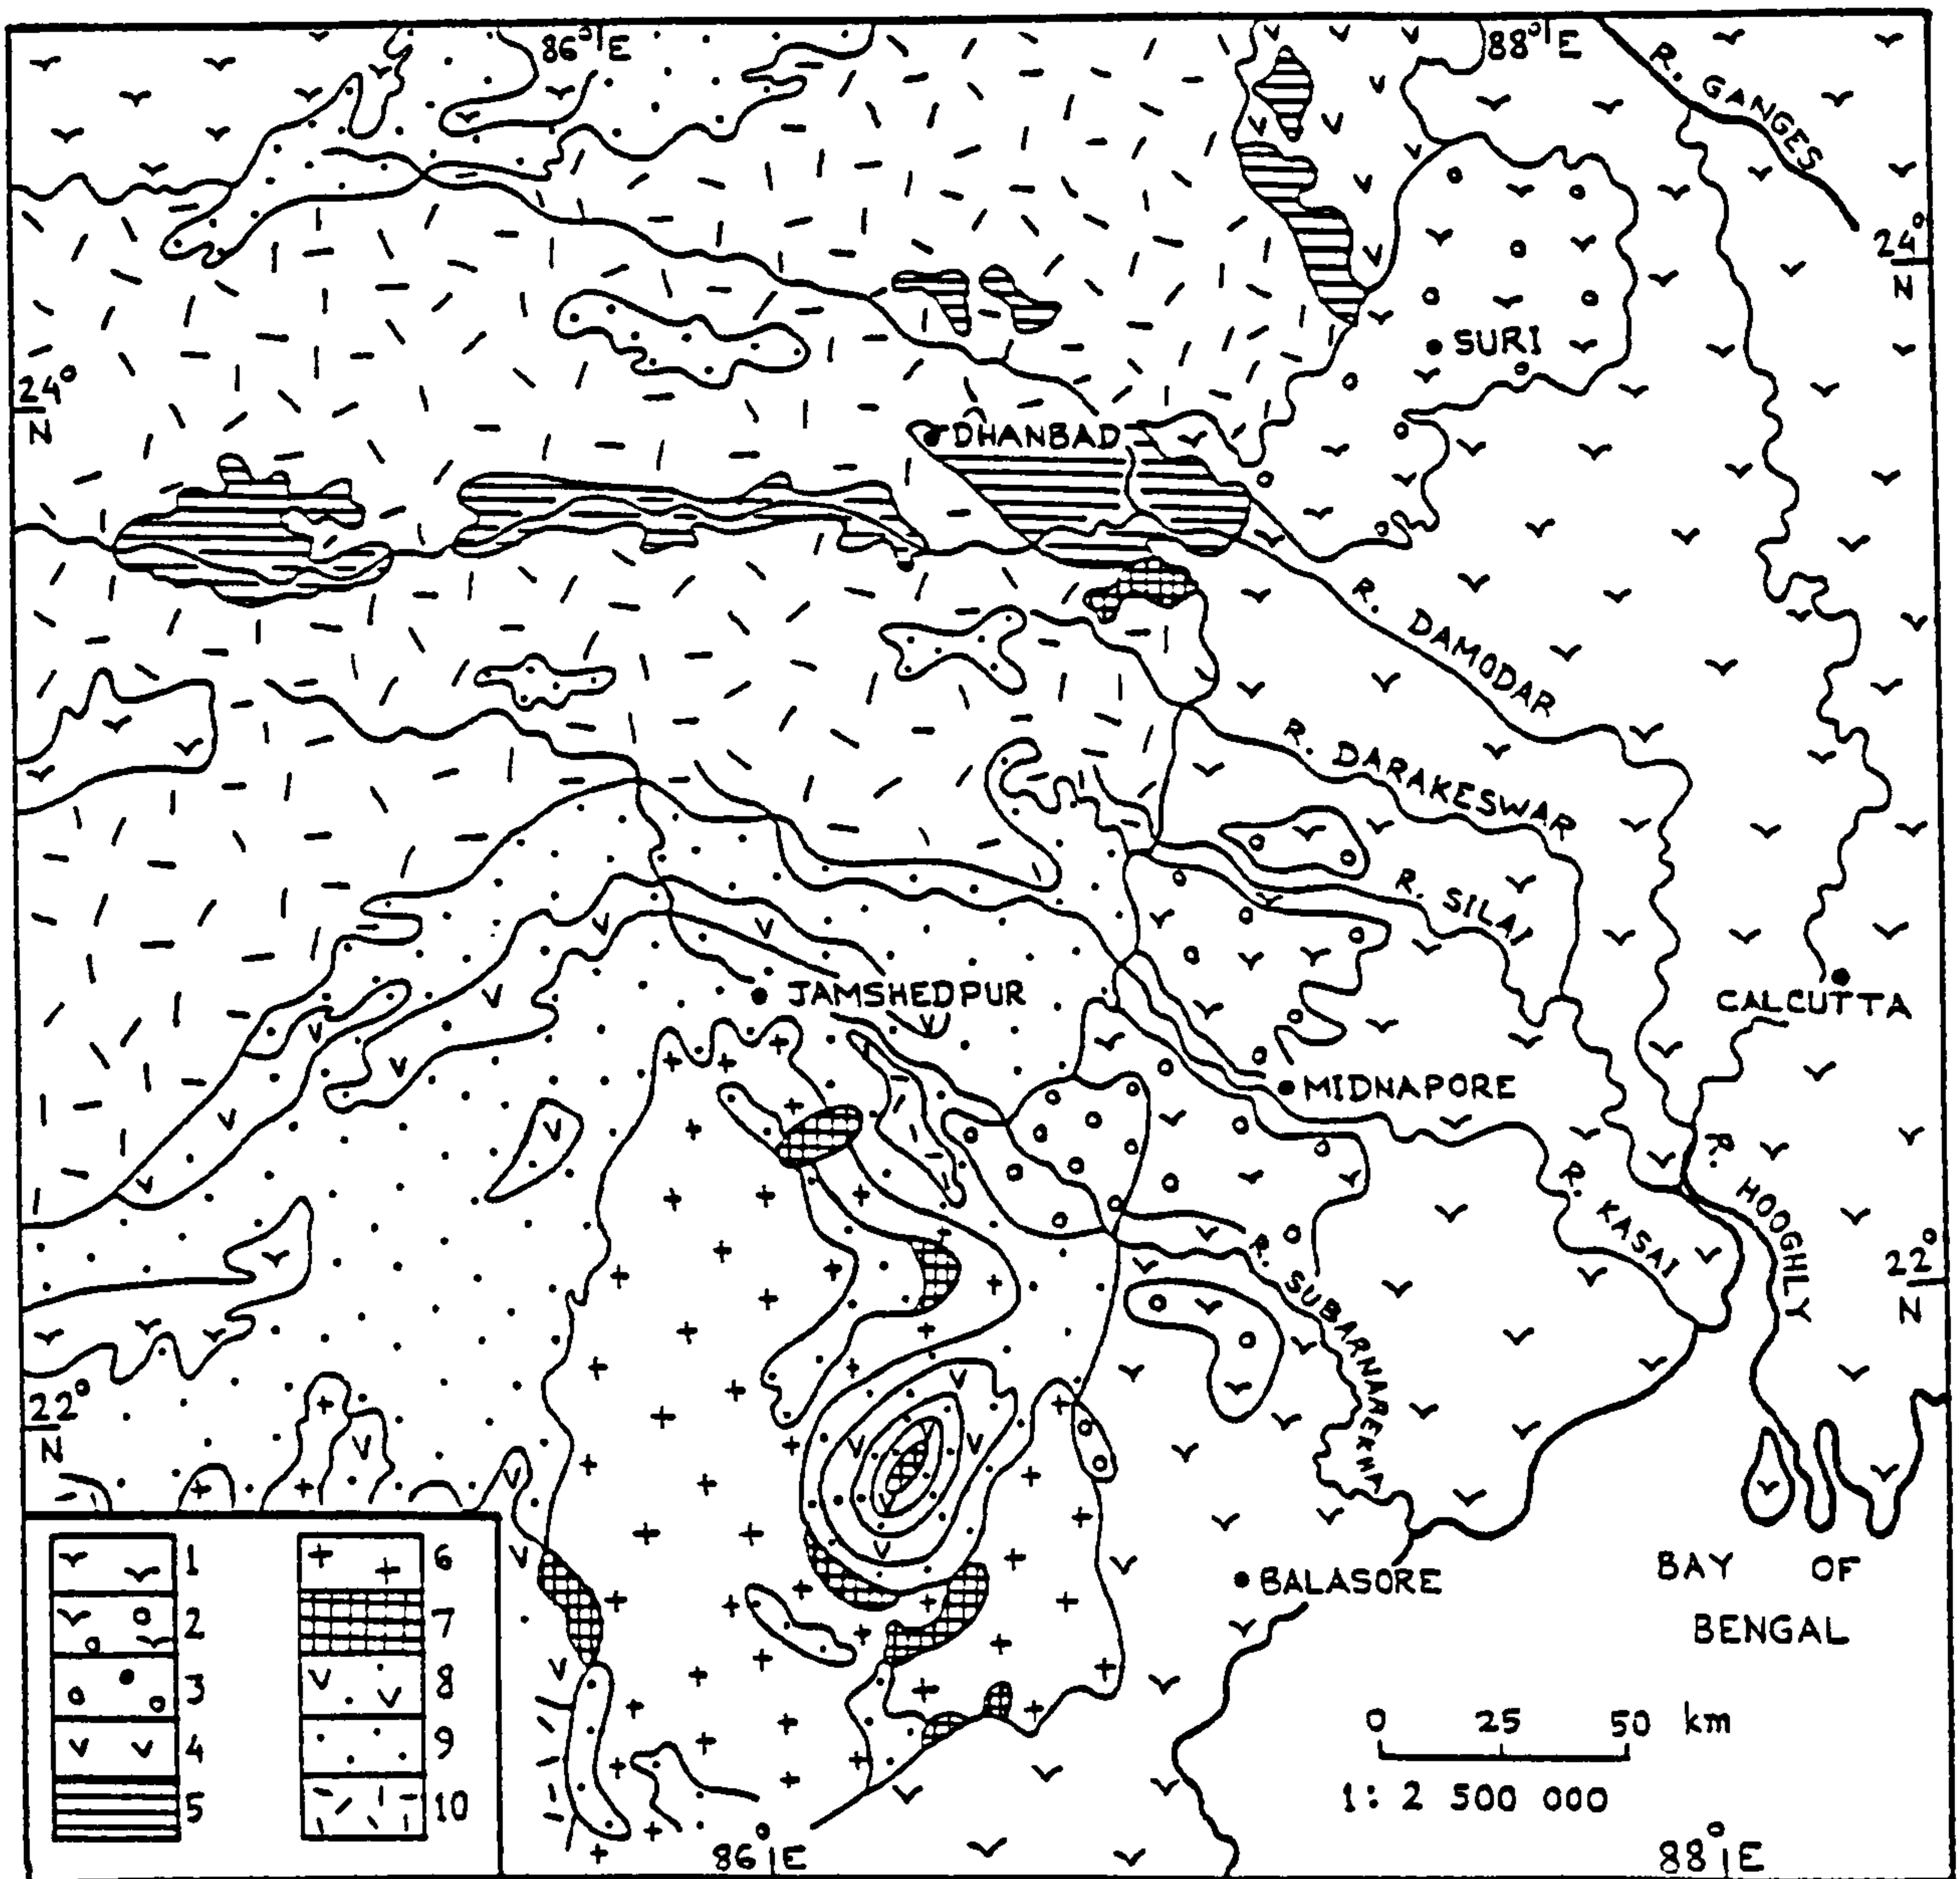 86° E
88° E
R. GANGES
24°
N
SURI
24°
N
DHANBAD
R. DAMODAR
R. DARAKESWAR
R. SILAI
JAMSHEDPUR
CALCUTTA
MIDNAPORE
R. HOOGHLY
R. KASAI
22°
N
R. SUBARNAREKHA
22°
N
1
2
3
4
5
6
7
8
9
10
BALASORE
BAY OF
BENGAL
0 25 50 km
1: 2 500 000
86° E
88° E